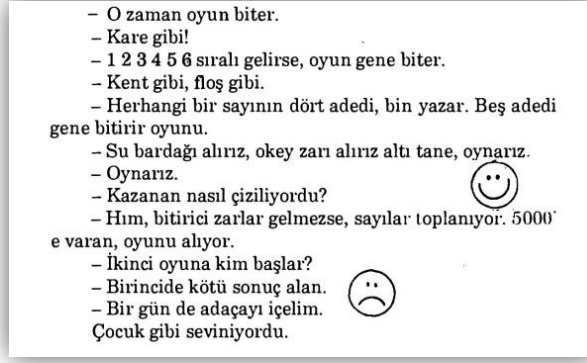 – O zaman oyun biter.
– Kare gibi!
– 1 2 3 4 5 6 sıralı gelirse, oyun gene biter.
– Kent gibi, floş gibi.
– Herhangi bir sayının dört adedi, bin yazar. Beş adedi
gene bitirir oyunu.
– Su bardağı alırız, okey zarı alırız altı tane, oynarız.
– Oynarız.
– Kazanan nasıl çiziliyordu?
– Hım, bitirici zarlar gelmezse, sayılar toplanıyor. 5000'
e varan, oyunu alıyor.
– İkinci oyuna kim başlar?
– Birincide kötü sonuç alan.
– Bir gün de adaçayı içelim.
Çocuk gibi seviniyordu.